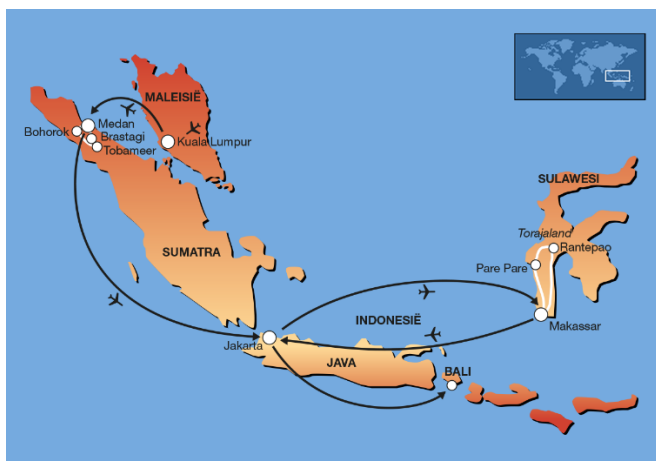 MALEISIË
Medan
Bohorok
Brastagi
Tobameer
Kuala Lumpur
SUMATRA
SULAWESI
Torajaland
Rantepao
Pare Pare
Makassar
INDONESIË
Jakarta
JAVA
BALI